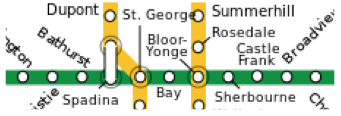 Dupont
St. George
Summerhill
Bathurst
Bloor-
Yonge
Rosedale
Castle
Frank
Spadina
Bay
Sherbourne